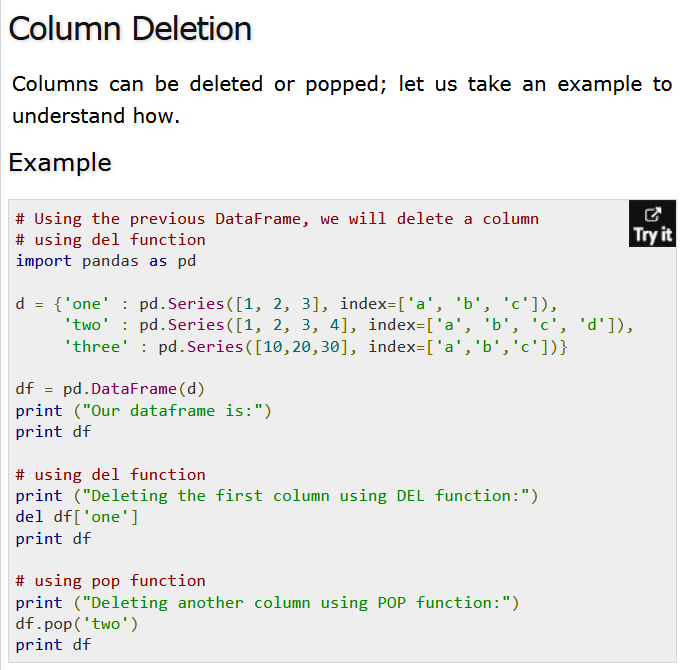 Column Deletion
Columns can be deleted or popped; let us take an example to
understand how.
Example
Try it
# Using the previous DataFrame, we will delete a column
# using del function
import pandas as pd
d = {'one' : pd.Series([1, 2, 3], index=['a', 'b', 'c']),
     'two' : pd.Series([1, 2, 3, 4], index=['a', 'b', 'c', 'd']),
     'three' : pd.Series([10,20,30], index=['a','b','c'])}
df = pd.DataFrame(d)
print ("Our dataframe is:")
print df
# using del function
print ("Deleting the first column using DEL function:")
del df['one']
print df
# using pop function
print ("Deleting another column using POP function:")
df.pop('two')
print df